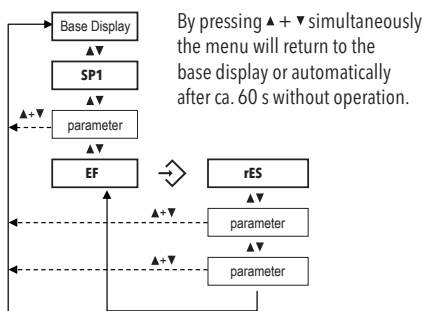 Base Display
By pressing ▲ + ▼ simultaneously
the menu will return to the
base display or automatically
after ca. 60 s without operation.
▲▼
SP1
▲▼
▲+▼
parameter
▲▼
EF
rES
▲▼
▲+▼
parameter
▲▼
▲+▼
parameter